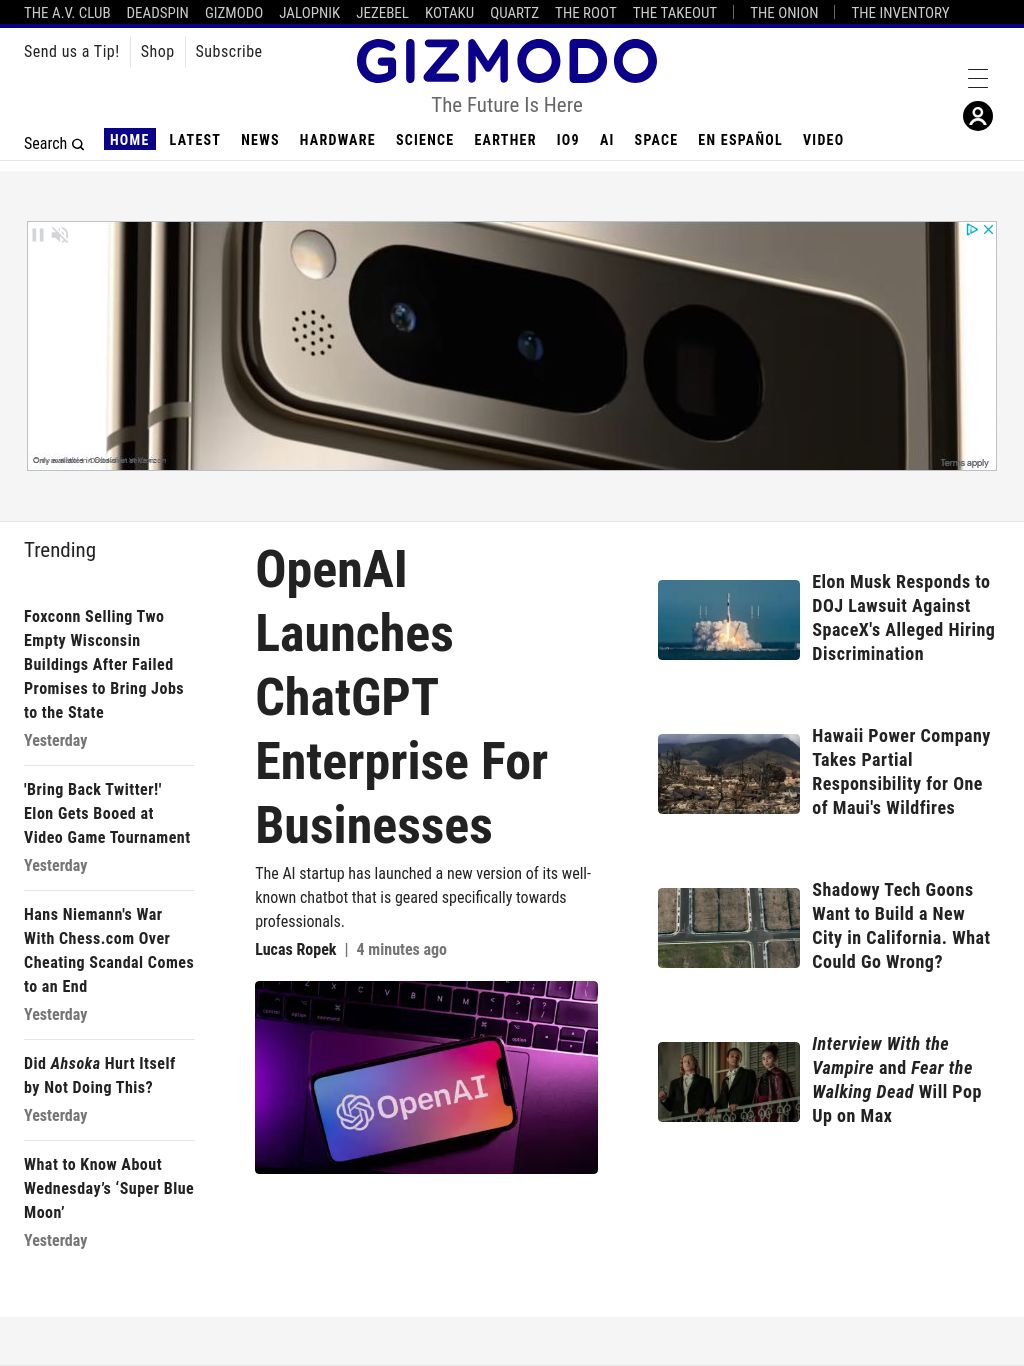 THE A.V. CLUB DEADSPIN GIZMODO JALOPNIK JEZEBEL KOTAKU QUARTZ THE ROOT THE TAKEOUT THE ONION THE INVENTORY
Send us a Tip! Shop Subscribe
GIZMODO
The Future Is Here
Search HOME LATEST NEWS HARDWARE SCIENCE EARTHER IO9 AI SPACE EN ESPAÑOL VIDEO
Terms apply
Trending
Foxconn Selling Two
Empty Wisconsin
Buildings After Failed
Promises to Bring Jobs
to the State
Yesterday
'Bring Back Twitter!'
Elon Gets Booed at
Video Game Tournament
Yesterday
Hans Niemann's War
With Chess.com Over
Cheating Scandal Comes
to an End
Yesterday
Did Ahsoka Hurt Itself
by Not Doing This?
Yesterday
What to Know About
Wednesday’s ‘Super Blue
Moon’
Yesterday
OpenAI
Launches
ChatGPT
Enterprise For
Businesses
The AI startup has launched a new version of its well-
known chatbot that is geared specifically towards
professionals.
Lucas Ropek | 4 minutes ago
OpenAI
Elon Musk Responds to
DOJ Lawsuit Against
SpaceX's Alleged Hiring
Discrimination
Hawaii Power Company
Takes Partial
Responsibility for One
of Maui's Wildfires
Shadowy Tech Goons
Want to Build a New
City in California. What
Could Go Wrong?
Interview With the
Vampire and Fear the
Walking Dead Will Pop
Up on Max